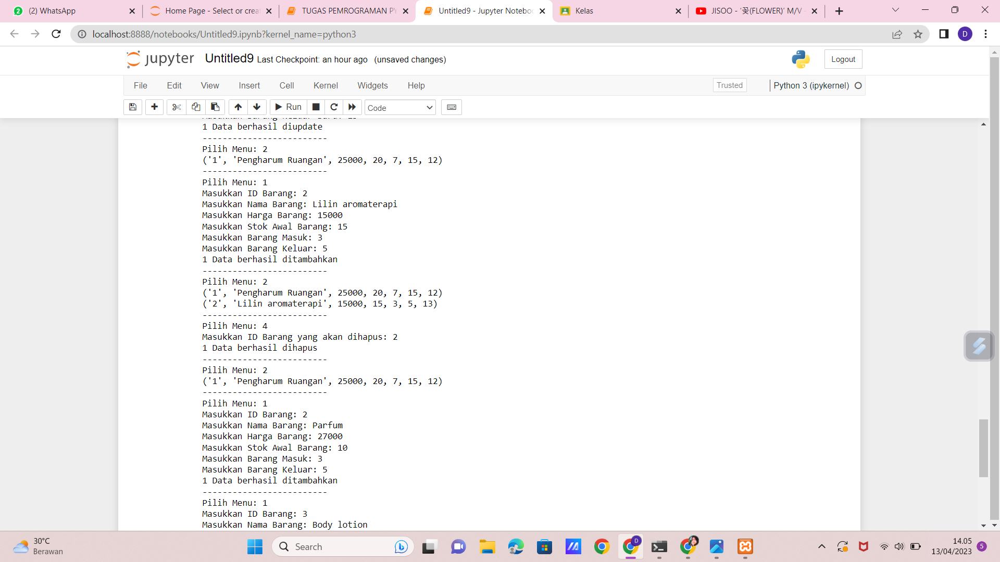 (2) WhatsApp
Home Page - Select or creat
TUGAS PEMROGRAMAN PY
Untitled9 - Jupyter Notebo
Kelas
JISOO - '꽃(FLOWER)' M/V -
localhost:8888/notebooks/Untitled9.ipynb?kernel_name=python3
D
jupyter Untitled9 Last Checkpoint: an hour ago (unsaved changes)
Logout
File Edit View Insert Cell Kernel Widgets Help
Trusted
Python 3 (ipykernel)
Run
Code
1 Data berhasil diupdate
-------------------------
Pilih Menu: 2
('1', 'Pengharum Ruangan', 25000, 20, 7, 15, 12)
-------------------------
Pilih Menu: 1
Masukkan ID Barang: 2
Masukkan Nama Barang: Lilin aromaterapi
Masukkan Harga Barang: 15000
Masukkan Stok Awal Barang: 15
Masukkan Barang Masuk: 3
Masukkan Barang Keluar: 5
1 Data berhasil ditambahkan
-------------------------
Pilih Menu: 2
('1', 'Pengharum Ruangan', 25000, 20, 7, 15, 12)
('2', 'Lilin aromaterapi', 15000, 15, 3, 5, 13)
-------------------------
Pilih Menu: 4
Masukkan ID Barang yang akan dihapus: 2
1 Data berhasil dihapus
-------------------------
Pilih Menu: 2
('1', 'Pengharum Ruangan', 25000, 20, 7, 15, 12)
-------------------------
Pilih Menu: 1
Masukkan ID Barang: 2
Masukkan Nama Barang: Parfum
Masukkan Harga Barang: 27000
Masukkan Stok Awal Barang: 10
Masukkan Barang Masuk: 3
Masukkan Barang Keluar: 5
1 Data berhasil ditambahkan
-------------------------
Pilih Menu: 1
Masukkan ID Barang: 3
Masukkan Nama Barang: Body lotion
30°C
Berawan
Search
D
14.05
13/04/2023
5